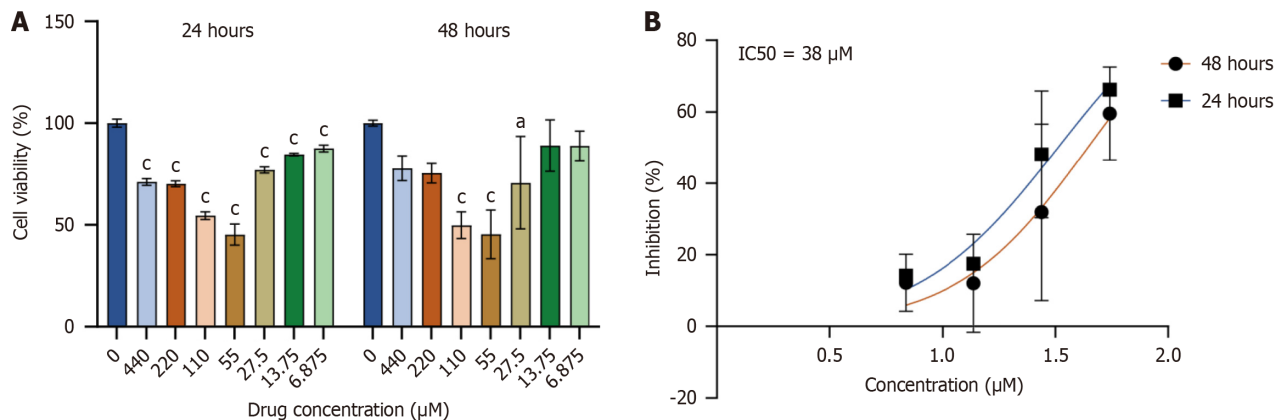 A
24 hours
48 hours
Cell viability (%)
150
100
50
0
c
c
c
c
c
c
c
c
c
a
0
440
220
110
55
27.5
13.75
6.875
0
440
220
110
55
27.5
13.75
6.875
Drug concentration (µM)
B
IC50 = 38 µM
48 hours
24 hours
Inhibition (%)
80
60
40
20
0
-20
0.5
1.0
1.5
2.0
Concentration (µM)